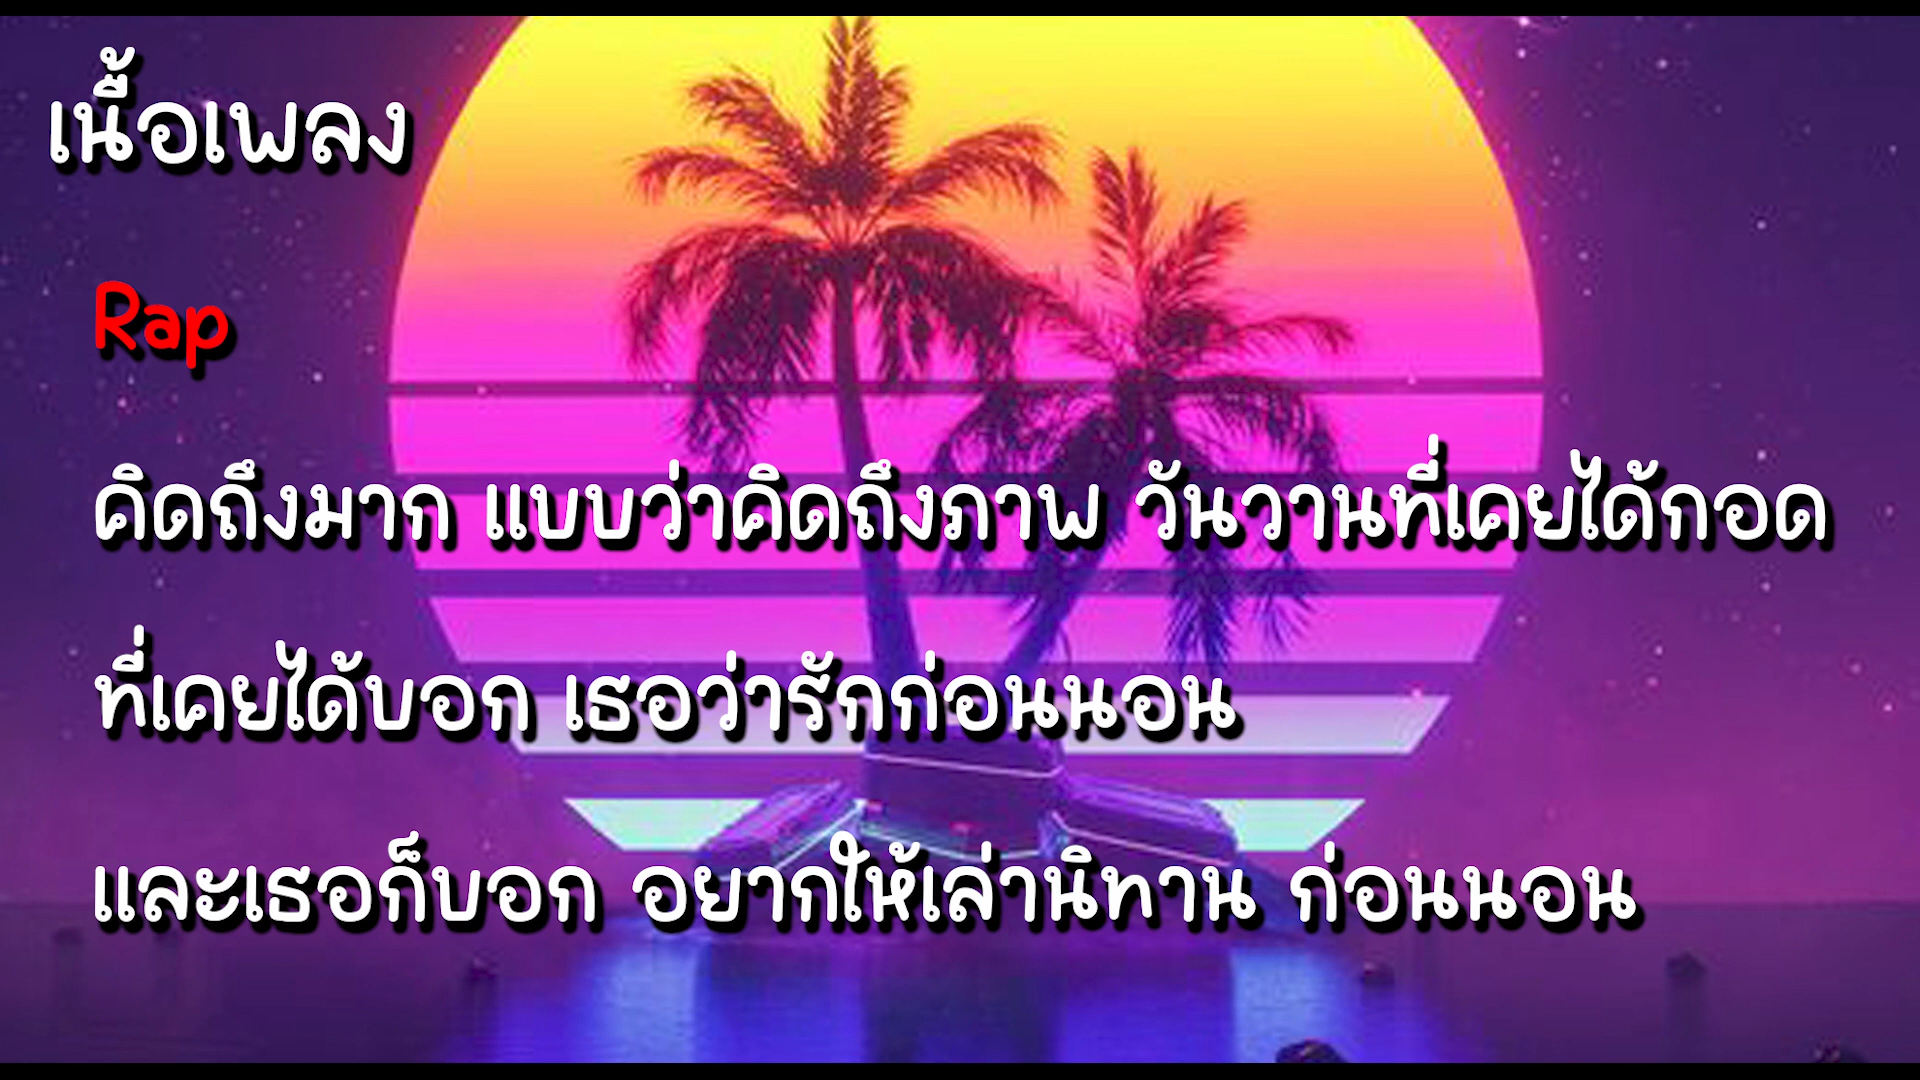 เนื้อเพลง
Rap
คิดถึงมาก แบบว่าคิดถึงภาพ วันวานที่เคยได้กอด
ที่เคยได้บอก เธอว่ารักก่อนนอน
และเธอก็บอก อยากให้เล่านิทาน ก่อนนอน